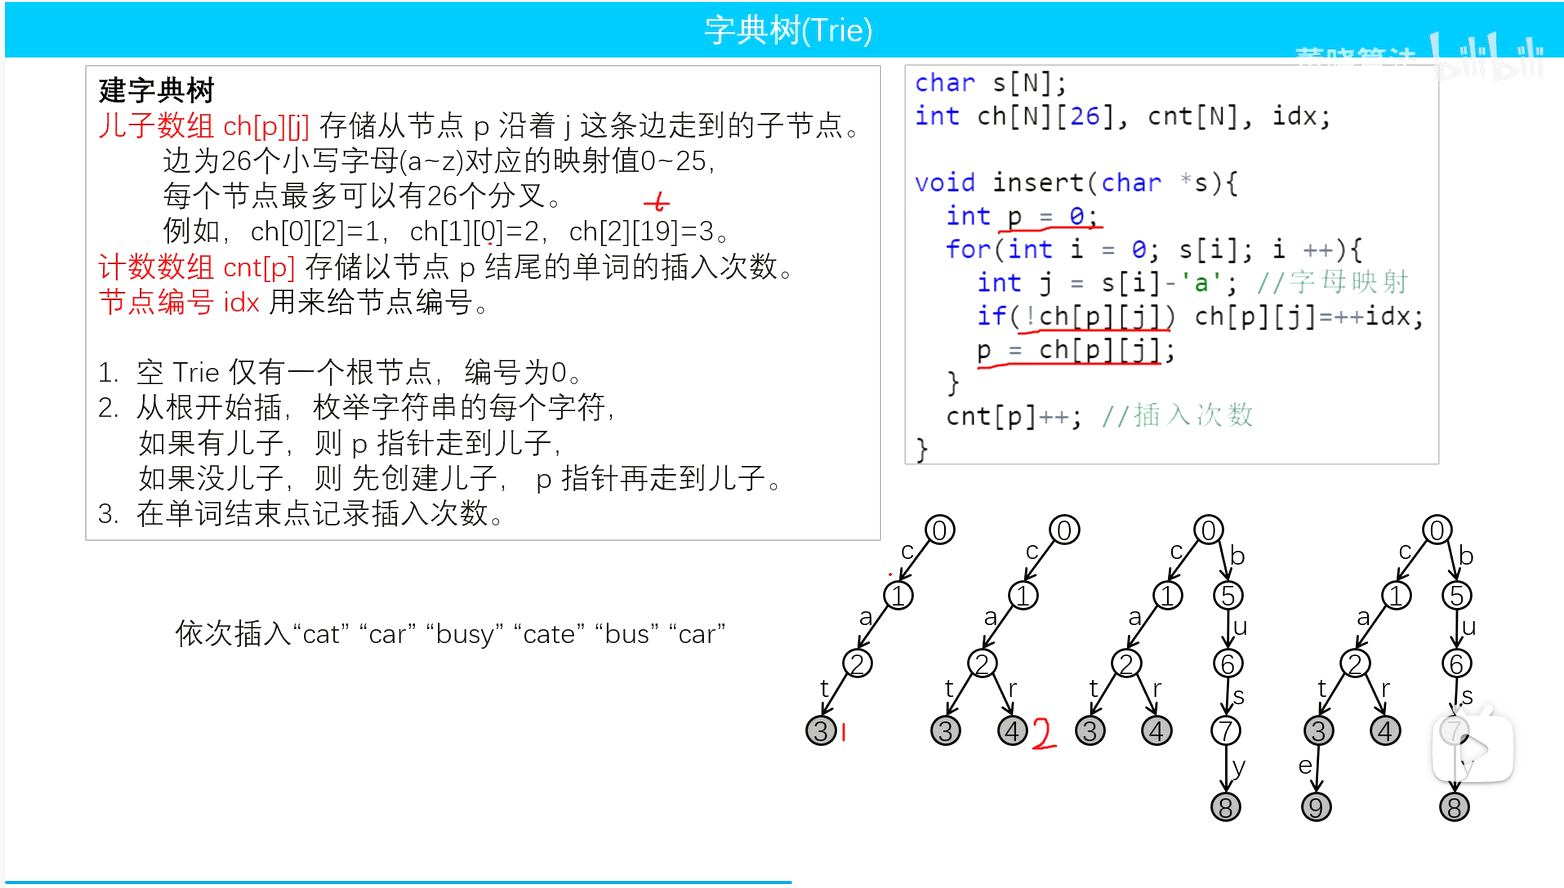 字典树(Trie)
董晓算法 bilibili
建字典树
儿子数组 ch[p][j] 存储从节点 p 沿着 j 这条边走到的子节点。
边为26个小写字母(a~z)对应的映射值0~25,
每个节点最多可以有26个分叉。
t
例如, ch[0][2]=1, ch[1][0]=2, ch[2][19]=3。
计数数组 cnt[p] 存储以节点 p 结尾的单词的插入次数。
节点编号 idx 用来给节点编号。
1. 空 Trie 仅有一个根节点, 编号为0。
2. 从根开始插, 枚举字符串的每个字符,
如果有儿子, 则 p 指针走到儿子,
如果没儿子, 则 先创建儿子, p 指针再走到儿子。
3. 在单词结束点记录插入次数。
char s[N];
int ch[N][26], cnt[N], idx;
void insert(char *s){
int p = 0;
for(int i = 0; s[i]; i ++){
int j = s[i]-'a'; //字母映射
if(!ch[p][j]) ch[p][j]=++idx;
p = ch[p][j];
}
cnt[p]++; //插入次数
}
依次插入“cat” “car” “busy” “cate” “bus” “car”
0
c
1
a
2
t
3 1
0
c
1
a
2
t r
3 4 2
0
c b
1 5
a u
2 6
t r s
3 4 7
y
8
0
c b
1 5
a u
2 6
t r s
3 4 7
e y
9 8